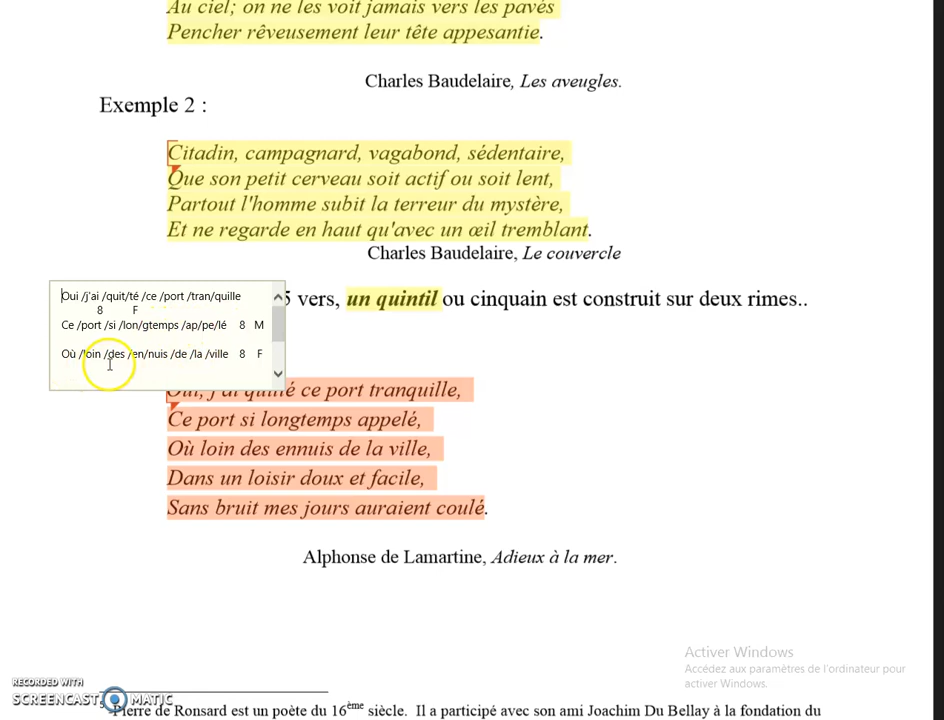 Au ciel; on ne les voit jamais vers les pavés
Pencher rêveusement leur tête appesantie.
Charles Baudelaire, Les aveugles.
Exemple 2 :
Citadin, campagnard, vagabond, sédentaire,
Que son petit cerveau soit actif ou soit lent,
Partout l'homme subit la terreur du mystère,
Et ne regarde en haut qu'avec un œil tremblant.
Charles Baudelaire, Le couvercle
5 vers, un quintil ou cinquain est construit sur deux rimes..
Oui /j'ai /quit/té /ce /port /tran/quille
8 F
Ce /port /si /lon/gtemps /ap/pe/lé 8 M
Où /loin /des /en/nuis /de /la /ville 8 F
Oui, j'ai quitté ce port tranquille,
Ce port si longtemps appelé,
Où loin des ennuis de la ville,
Dans un loisir doux et facile,
Sans bruit mes jours auraient coulé.
Alphonse de Lamartine, Adieux à la mer.
Activer Windows
Accédez aux paramètres de l'ordinateur pour
activer Windows.
RECORDED WITH
SCREENCAST MATIC
Pierre de Ronsard est un poète du 16ème siècle. Il a participé avec son ami Joachim Du Bellay à la fondation du